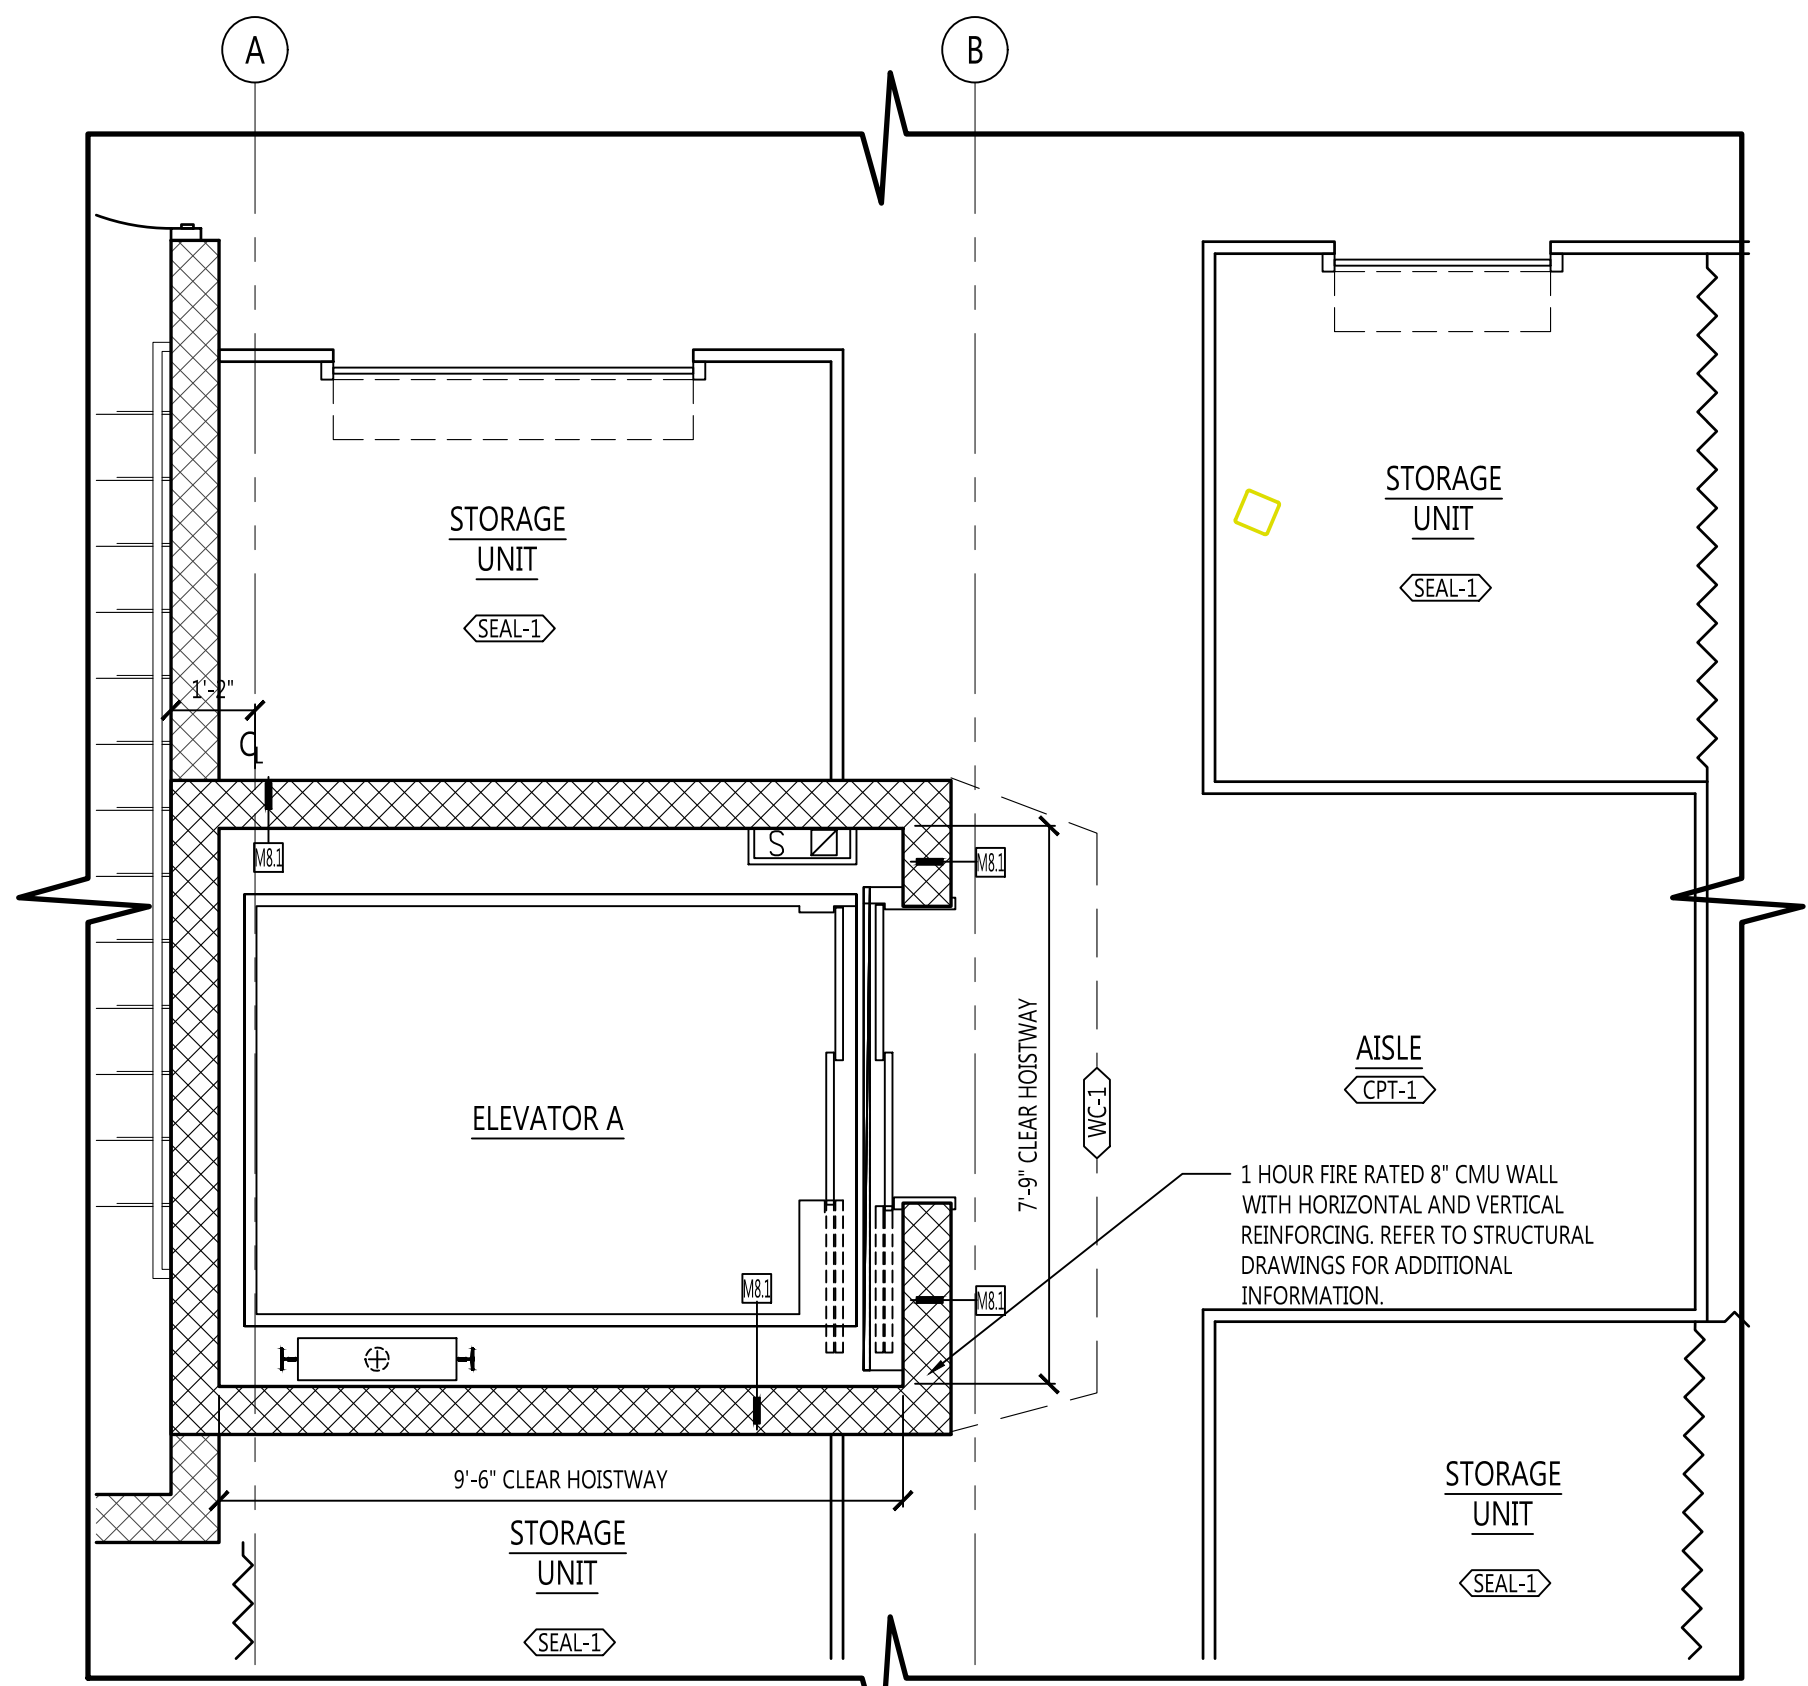 A
B
STORAGE
UNIT
SEAL-1
STORAGE
UNIT
SEAL-1
1'-2"
CL
M8.1
S
M8.1
ELEVATOR A
7'-9" CLEAR HOISTWAY
WC-1
AISLE
CPT-1
1 HOUR FIRE RATED 8" CMU WALL
WITH HORIZONTAL AND VERTICAL
REINFORCING. REFER TO STRUCTURAL
DRAWINGS FOR ADDITIONAL
INFORMATION.
M8.1
M8.1
9'-6" CLEAR HOISTWAY
STORAGE
UNIT
SEAL-1
STORAGE
UNIT
SEAL-1